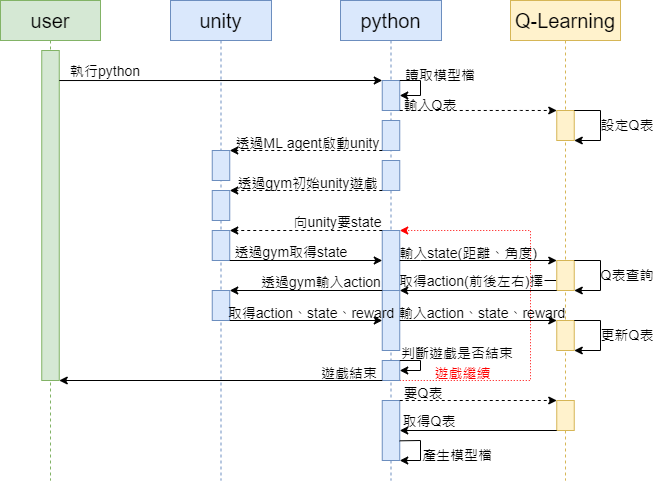 user
unity
python
Q-Learning
執行python
讀取模型檔
輸入Q表
設定Q表
透過ML agent啟動unity
透過gym初始unity遊戲
向unity要state
透過gym取得state
輸入state(距離、角度)
Q表查詢
透過gym輸入action
取得action(前後左右)擇一
取得action、state、reward
輸入action、state、reward
更新Q表
判斷遊戲是否結束
遊戲結束
遊戲繼續
要Q表
取得Q表
產生模型檔